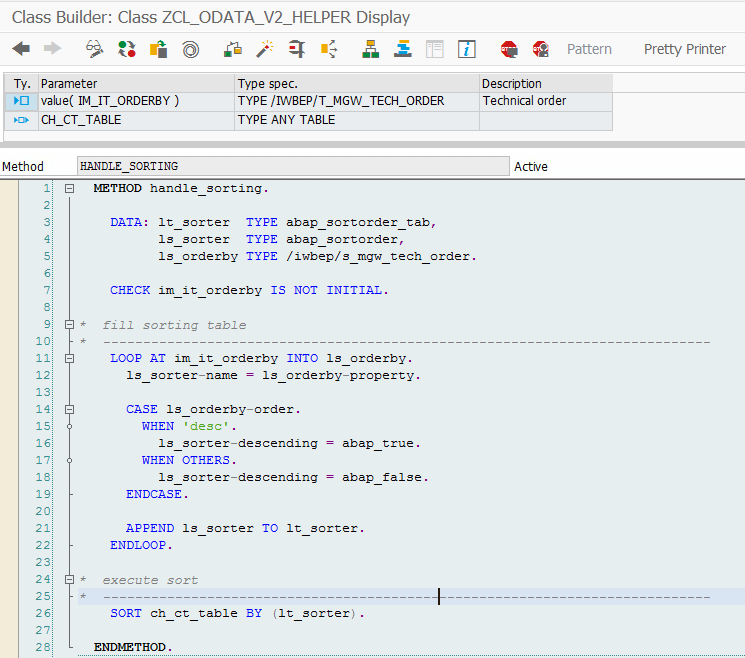 Class Builder: Class ZCL_ODATA_V2_HELPER Display
Pattern Pretty Printer
Ty. Parameter Type spec. Description
value( IM_IT_ORDERBY ) TYPE /IWBEP/T_MGW_TECH_ORDER Technical order
CH_CT_TABLE TYPE ANY TABLE
Method HANDLE_SORTING Active
1 METHOD handle_sorting.
2
3 DATA: lt_sorter TYPE abap_sortorder_tab,
4 ls_sorter TYPE abap_sortorder,
5 ls_orderby TYPE /iwbep/s_mgw_tech_order.
6
7 CHECK im_it_orderby IS NOT INITIAL.
8
9 * fill sorting table
10 * --------------------------------------------------------------------------
11 LOOP AT im_it_orderby INTO ls_orderby.
12 ls_sorter-name = ls_orderby-property.
13
14 CASE ls_orderby-order.
15 WHEN 'desc'.
16 ls_sorter-descending = abap_true.
17 WHEN OTHERS.
18 ls_sorter-descending = abap_false.
19 ENDCASE.
20
21 APPEND ls_sorter TO lt_sorter.
22 ENDLOOP.
23
24 * execute sort
25 * --------------------------------------------------------------------------
26 SORT ch_ct_table BY (lt_sorter).
27
28 ENDMETHOD.